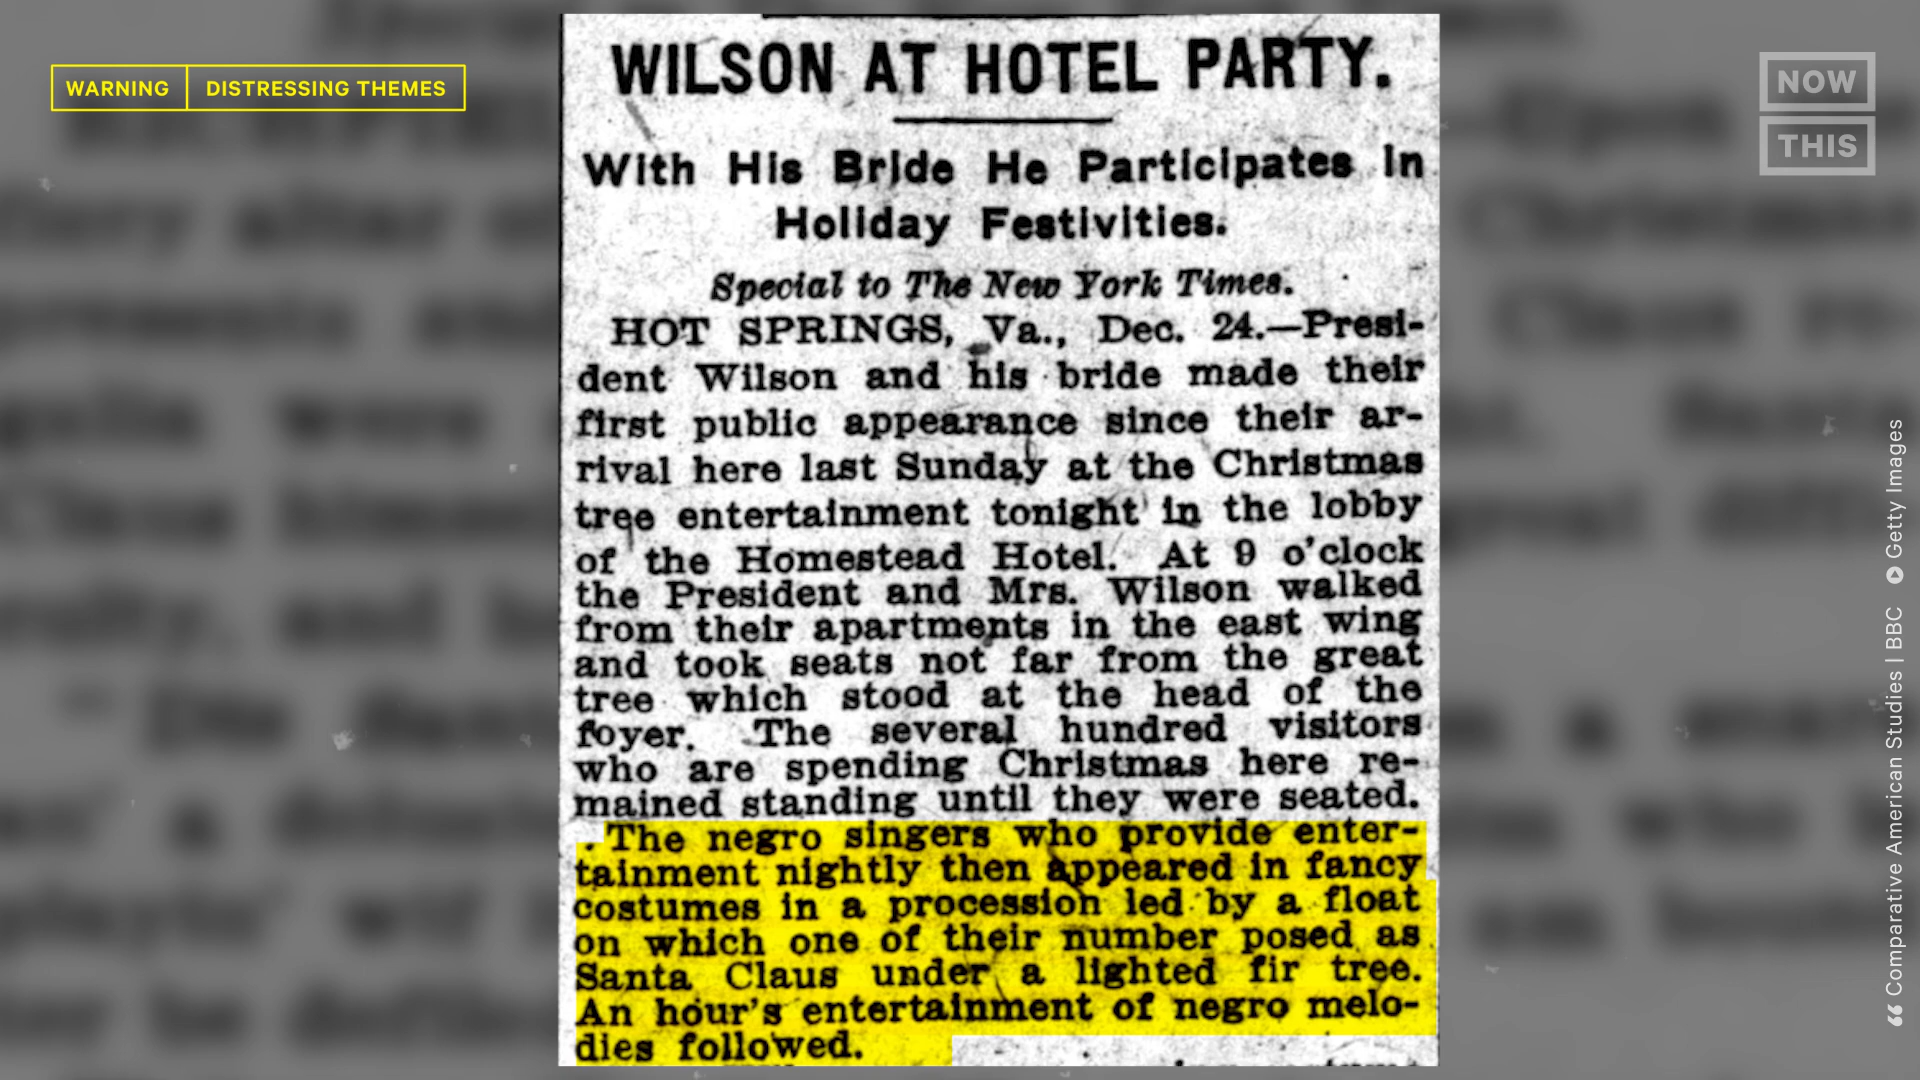 WARNING DISTRESSING THEMES
NOW
THIS
WILSON AT HOTEL PARTY.
With His Bride He Participates in
Holiday Festivities.
Special to The New York Times.
HOT SPRINGS, Va., Dec. 24.—Presi-
dent Wilson and his bride made their
first public appearance since their ar-
rival here last Sunday at the Christmas
tree entertainment tonight in the lobby
of the Homestead Hotel. At 9 o'clock
the President and Mrs. Wilson walked
from their apartments in the east wing
and took seats not far from the great
tree which stood at the head of the
foyer. The several hundred visitors
who are spending Christmas here re-
mained standing until they were seated.
The negro singers who provide enter-
tainment nightly then appeared in fancy
costumes in a procession led by a float
on which one of their number posed as
Santa Claus under a lighted fir tree.
An hour's entertainment of negro melo-
dies followed.
Comparative American Studies | BBC Getty Images